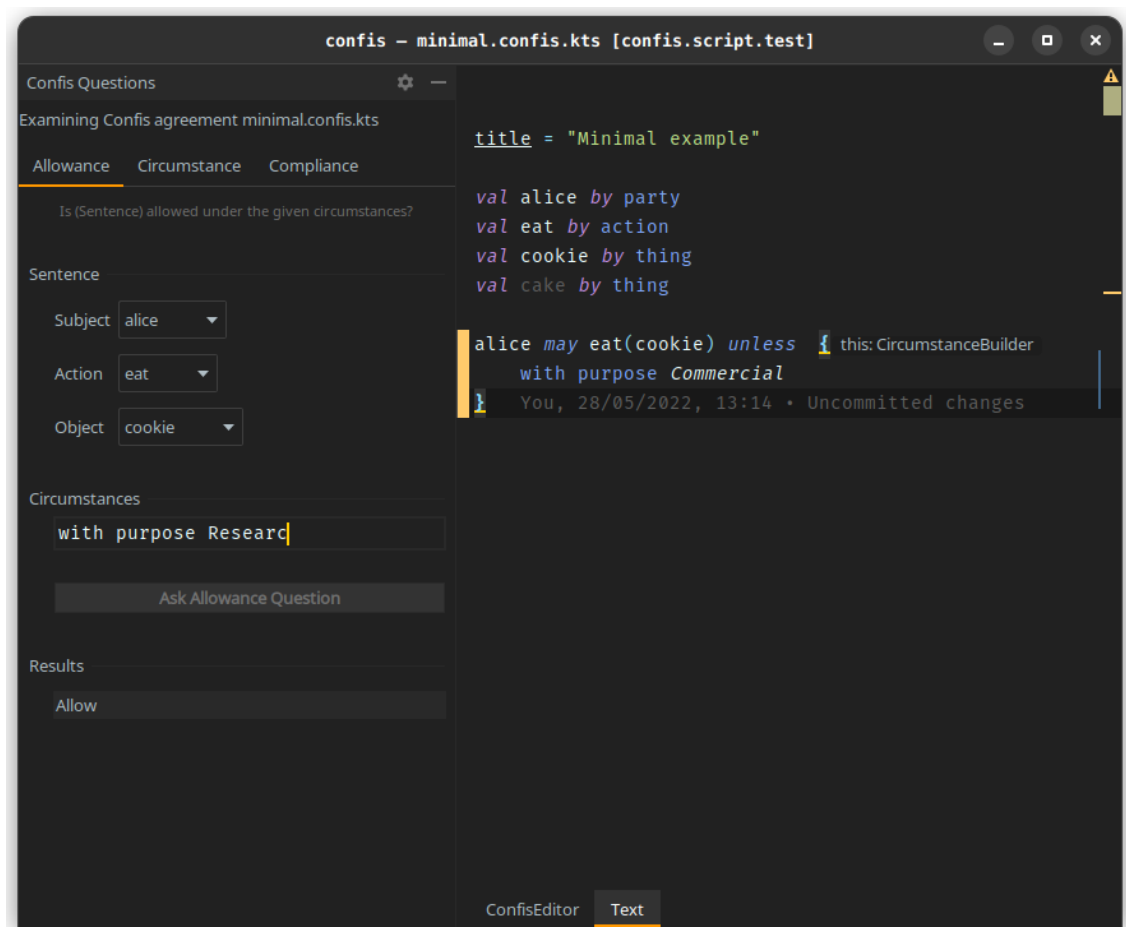 confis – minimal.confis.kts [confis.script.test]
Confis Questions
Examining Confis agreement minimal.confis.kts
Allowance Circumstance Compliance
Is (Sentence) allowed under the given circumstances?
Sentence
Subject alice
Action eat
Object cookie
Circumstances
with purpose Researc
Ask Allowance Question
Results
Allow
title = "Minimal example"
val alice by party
val eat by action
val cookie by thing
val cake by thing
alice may eat(cookie) unless { this: CircumstanceBuilder
with purpose Commercial
} You, 28/05/2022, 13:14 • Uncommitted changes
ConfisEditor Text